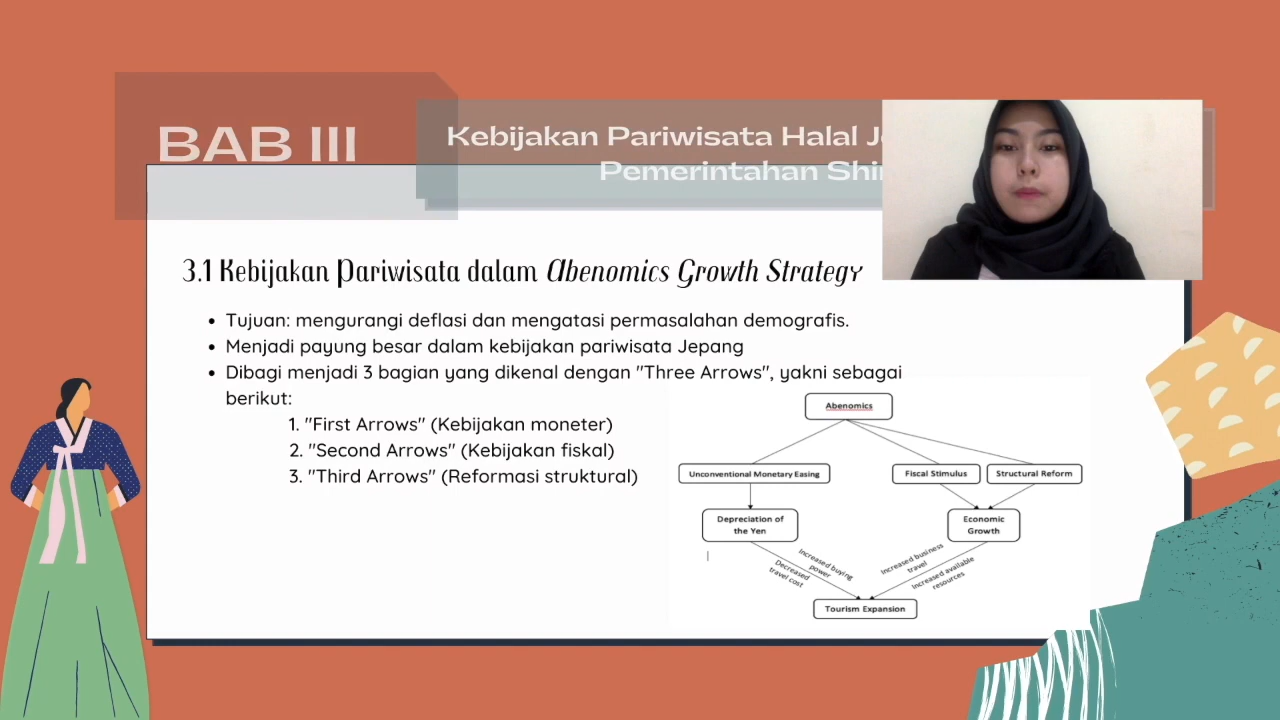 BAB III
Kebijakan Pariwisata Halal
Pemerintahan
3.1 Kebijakan Pariwisata dalam Abenomics Growth Strategy
• Tujuan: mengurangi deflasi dan mengatasi permasalahan demografis.
• Menjadi payung besar dalam kebijakan pariwisata Jepang
• Dibagi menjadi 3 bagian yang dikenal dengan "Three Arrows", yakni sebagai
berikut:
1. "First Arrows" (Kebijakan moneter)
2. "Second Arrows" (Kebijakan fiskal)
3. "Third Arrows" (Reformasi struktural)
Abenomics
Unconventional Monetary Easing
Fiscal Stimulus
Structural Reform
Depreciation of
the Yen
Economic
Growth
Increased buying
power
Decreased
travel cost
Increased business
travel
Increased available
resources
Tourism Expansion